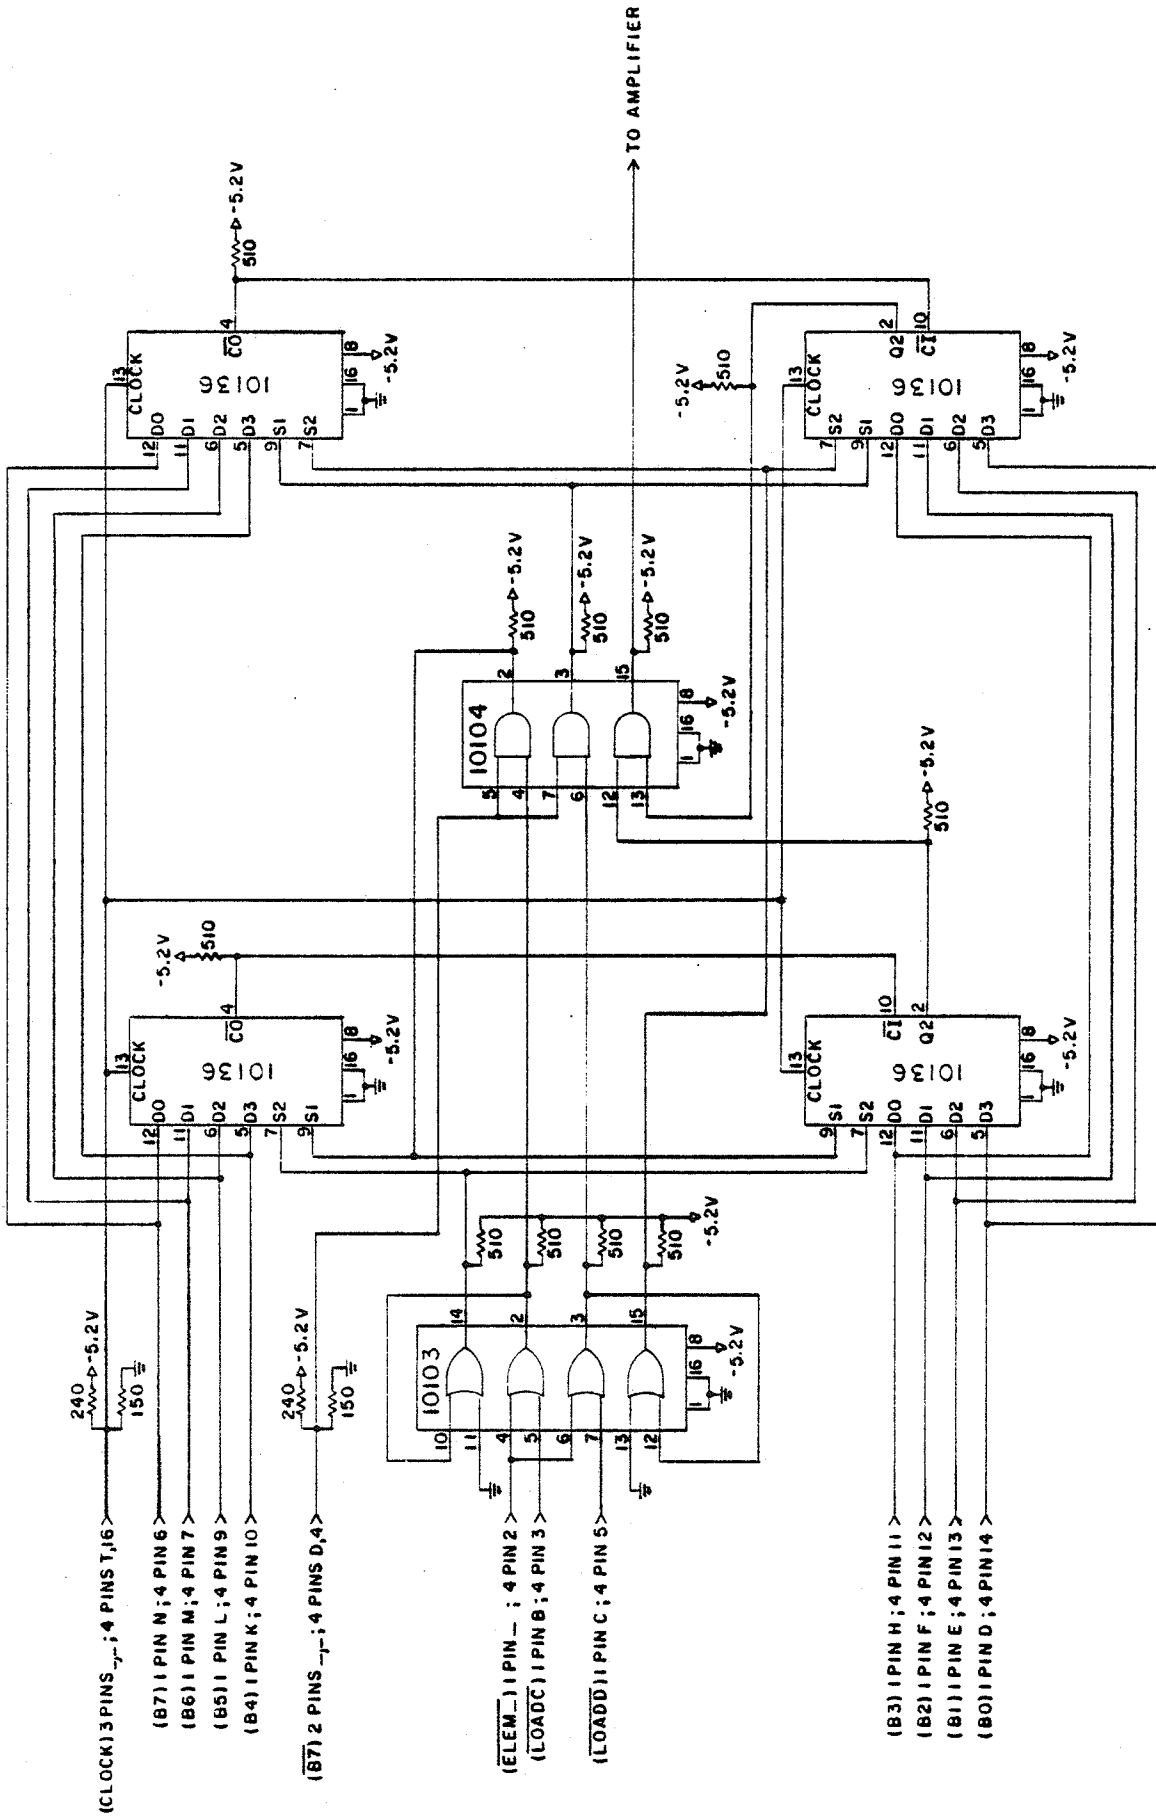 (CLOCK) 3 PINS _,_; 4 PINS T,16
(B7) 1 PIN N; 4 PIN 6
(B6) 1 PIN M; 4 PIN 7
(B5) 1 PIN L; 4 PIN 9
(B4) 1 PIN K; 4 PIN 10
(B7) 2 PINS _,_; 4 PINS D,4
(ELEM_) 1 PIN _ ; 4 PIN 2
(LOADC) 1 PIN B; 4 PIN 3
(LOADD) 1 PIN C; 4 PIN 5
(B3) 1 PIN H; 4 PIN 11
(B2) 1 PIN F; 4 PIN 12
(B1) 1 PIN E; 4 PIN 13
(B0) 1 PIN D; 4 PIN 14
240
-5.2V
150
240
-5.2V
150
10103
10
11
4
5
6
7
13
12
14
2
3
15
1
16
8
-5.2V
510
510
510
510
-5.2V
13
CLOCK
10136
12 D0
11 D1
6 D2
5 D3
7 S2
9 S1
CO 4
1
16
8
-5.2V
-5.2V
510
13
CLOCK
10136
9 S1
7 S2
12 D0
11 D1
6 D2
5 D3
CI 10
Q2 2
1
16
8
-5.2V
510
-5.2V
10104
5
4
7
6
12
13
2
3
15
1
16
8
-5.2V
510
-5.2V
510
-5.2V
510
-5.2V
13
CLOCK
10136
12 D0
11 D1
6 D2
5 D3
9 S1
7 S2
CO 4
1
16
8
-5.2V
510
-5.2V
-5.2V
510
13
CLOCK
10136
7 S2
9 S1
12 D0
11 D1
6 D2
5 D3
Q2 2
CI 10
1
16
8
-5.2V
TO AMPLIFIER